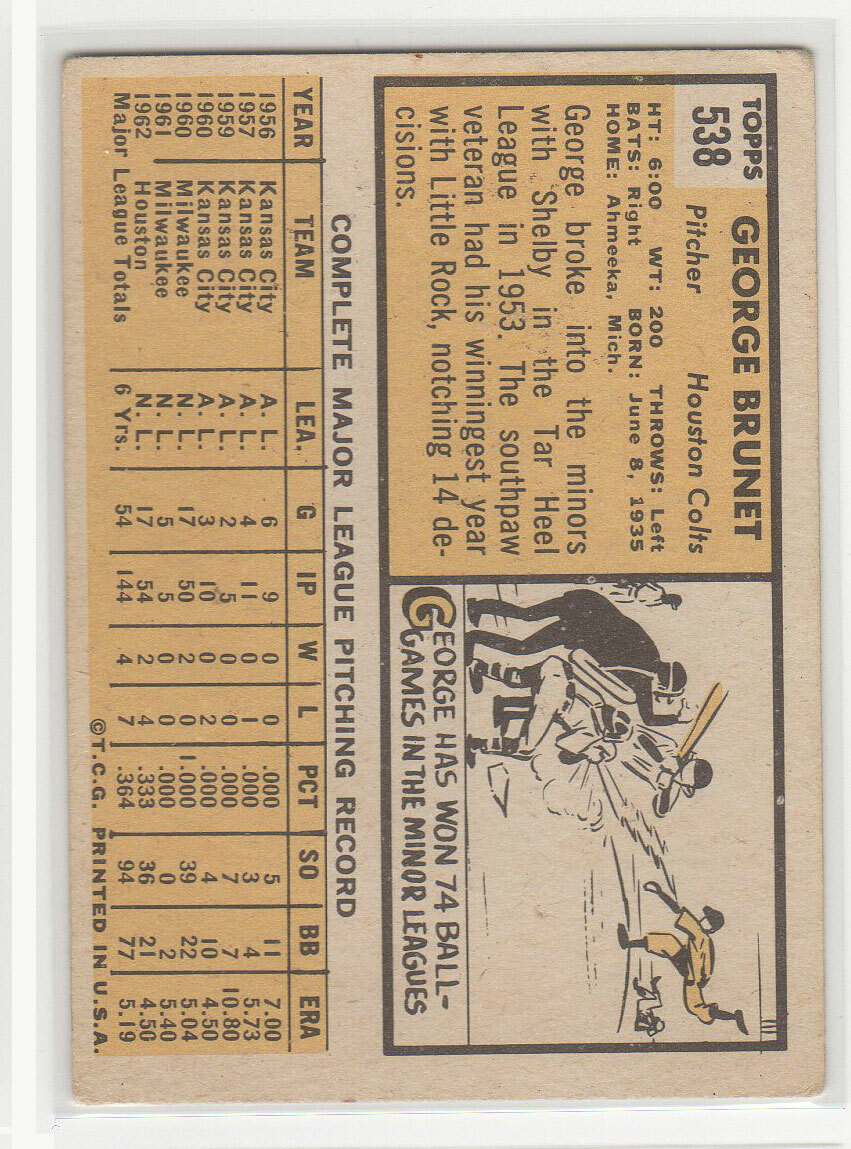 TOPPS
538
GEORGE BRUNET
Pitcher Houston Colts
HT: 6:00 WT: 200 THROWS: Left
BATS: Right BORN: June 8, 1935
HOME: Ahmeeka, Mich.
George broke into the minors
with Shelby in the Tar Heel
League in 1953. The southpaw
veteran had his winningest year
with Little Rock, notching 14 de-
cisions.
GEORGE HAS WON 74 BALL-
GAMES IN THE MINOR LEAGUES
COMPLETE MAJOR LEAGUE PITCHING RECORD
YEAR TEAM LEA. G IP W L PCT SO BB ERA
1956 Kansas City A. L. 6 9 0 0 .000 5 11 7.00
1957 Kansas City A. L. 4 11 0 1 .000 3 4 5.73
1959 Kansas City A. L. 2 5 0 0 .000 7 7 10.80
1960 Kansas City A. L. 3 10 0 2 .000 4 10 4.50
1960 Milwaukee N. L. 17 50 2 0 1.000 39 22 5.04
1961 Milwaukee N. L. 5 5 0 0 .000 0 2 5.40
1962 Houston N. L. 17 54 2 4 .333 36 21 4.50
Major League Totals 6 Yrs. 54 144 4 7 .364 94 77 5.19
©T.C.G. PRINTED IN U.S.A.